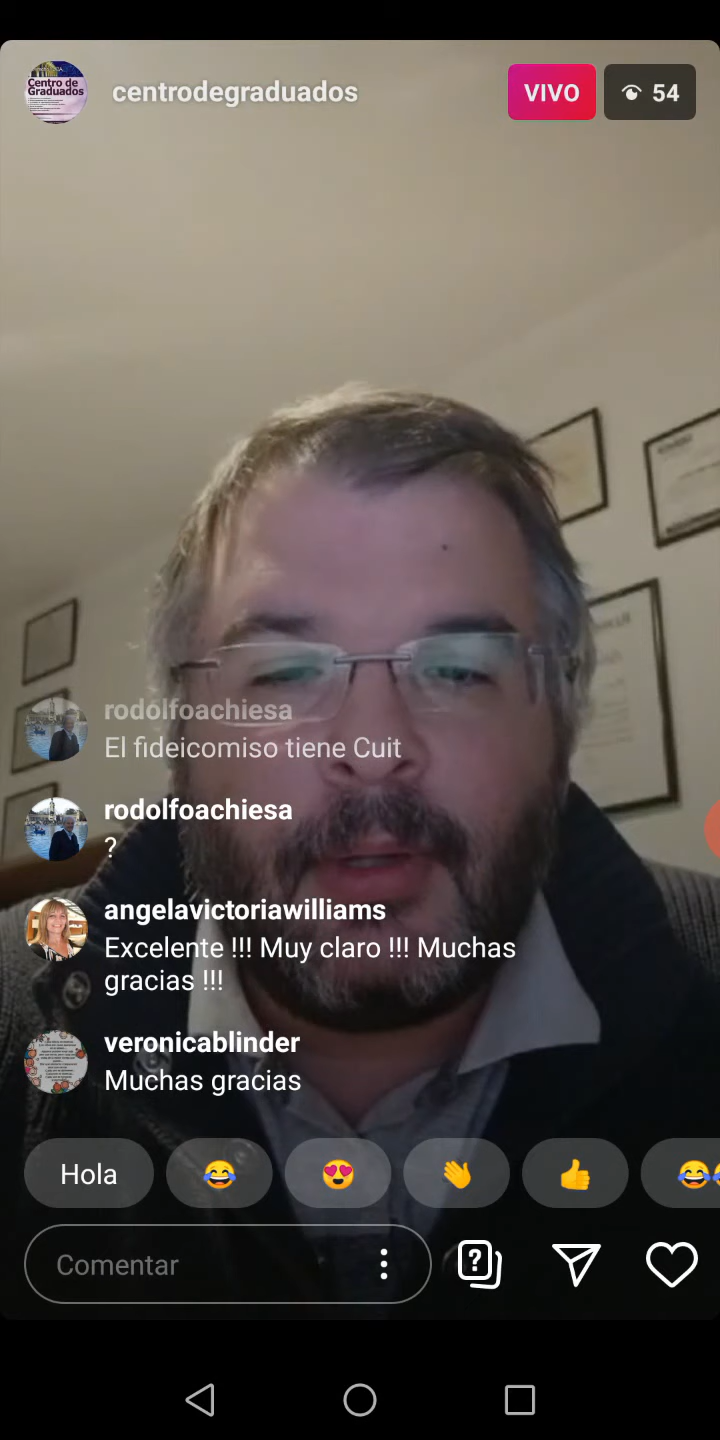 Centro de
Graduados
centrodegraduados
VIVO
54
rodolfoachiesa
El fideicomiso tiene Cuit
rodolfoachiesa
?
angelavictoriawilliams
Excelente !!! Muy claro !!! Muchas
gracias !!!
veronicablinder
Muchas gracias
Hola
Comentar